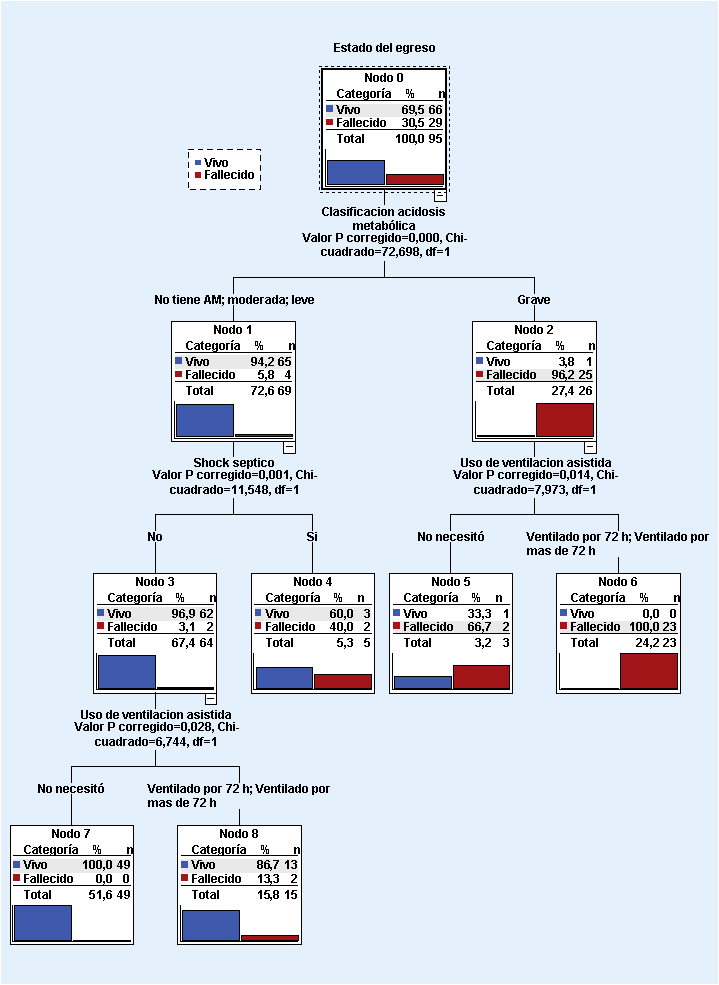 Estado del egreso
Nodo 0
Categoría % n
Vivo 69,5 66
Fallecido 30,5 29
Total 100,0 95
Vivo
Fallecido
Clasificacion acidosis
metabólica
Valor P corregido=0,000, Chi-
cuadrado=72,698, df=1
No tiene AM; moderada; leve
Grave
Nodo 1
Categoría % n
Vivo 94,2 65
Fallecido 5,8 4
Total 72,6 69
Nodo 2
Categoría % n
Vivo 3,8 1
Fallecido 96,2 25
Total 27,4 26
Shock septico
Valor P corregido=0,001, Chi-
cuadrado=11,548, df=1
Uso de ventilacion asistida
Valor P corregido=0,014, Chi-
cuadrado=7,973, df=1
No
Si
No necesitó
Ventilado por 72 h; Ventilado por
mas de 72 h
Nodo 3
Categoría % n
Vivo 96,9 62
Fallecido 3,1 2
Total 67,4 64
Nodo 4
Categoría % n
Vivo 60,0 3
Fallecido 40,0 2
Total 5,3 5
Nodo 5
Categoría % n
Vivo 33,3 1
Fallecido 66,7 2
Total 3,2 3
Nodo 6
Categoría % n
Vivo 0,0 0
Fallecido 100,0 23
Total 24,2 23
Uso de ventilacion asistida
Valor P corregido=0,028, Chi-
cuadrado=6,744, df=1
No necesitó
Ventilado por 72 h; Ventilado por
mas de 72 h
Nodo 7
Categoría % n
Vivo 100,0 49
Fallecido 0,0 0
Total 51,6 49
Nodo 8
Categoría % n
Vivo 86,7 13
Fallecido 13,3 2
Total 15,8 15